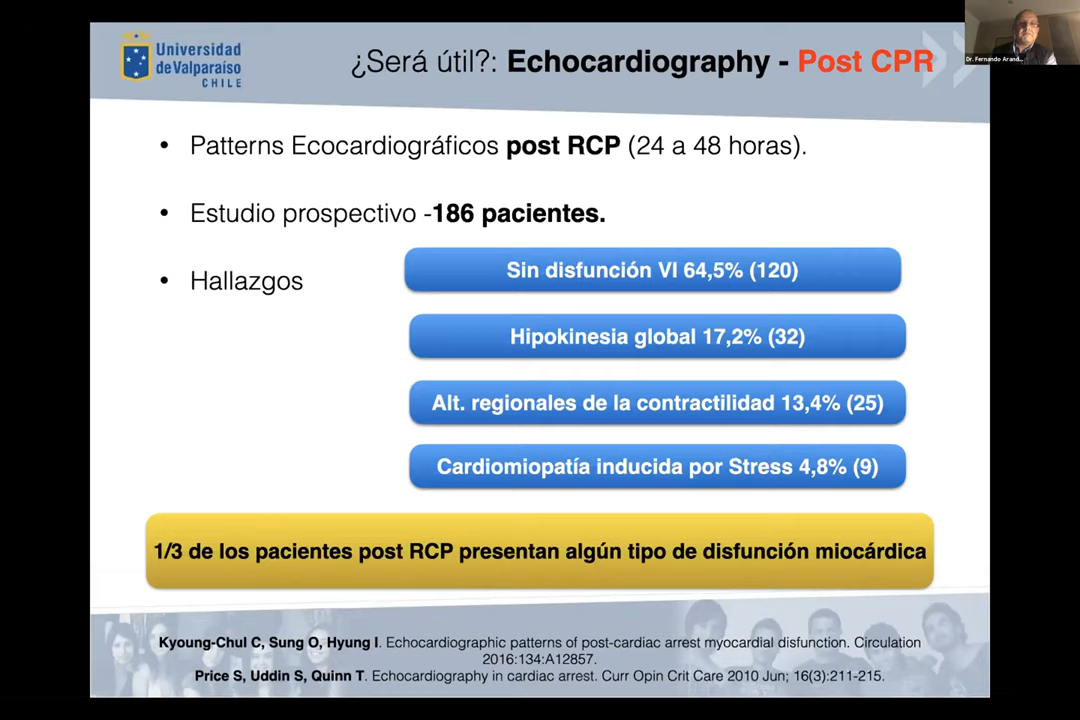 Universidad
de Valparaíso
CHILE
¿Será útil?: Echocardiography - Post CPR
Dr. Fernando Arand...
• Patterns Ecocardiográficos post RCP (24 a 48 horas).
• Estudio prospectivo -186 pacientes.
• Hallazgos
Sin disfunción VI 64,5% (120)
Hipokinesia global 17,2% (32)
Alt. regionales de la contractilidad 13,4% (25)
Cardiomiopatía inducida por Stress 4,8% (9)
1/3 de los pacientes post RCP presentan algún tipo de disfunción miocárdica
Kyoung-Chul C, Sung O, Hyung I. Echocardiographic patterns of post-cardiac arrest myocardial disfunction. Circulation
2016:134:A12857.
Price S, Uddin S, Quinn T. Echocardiography in cardiac arrest. Curr Opin Crit Care 2010 Jun; 16(3):211-215.